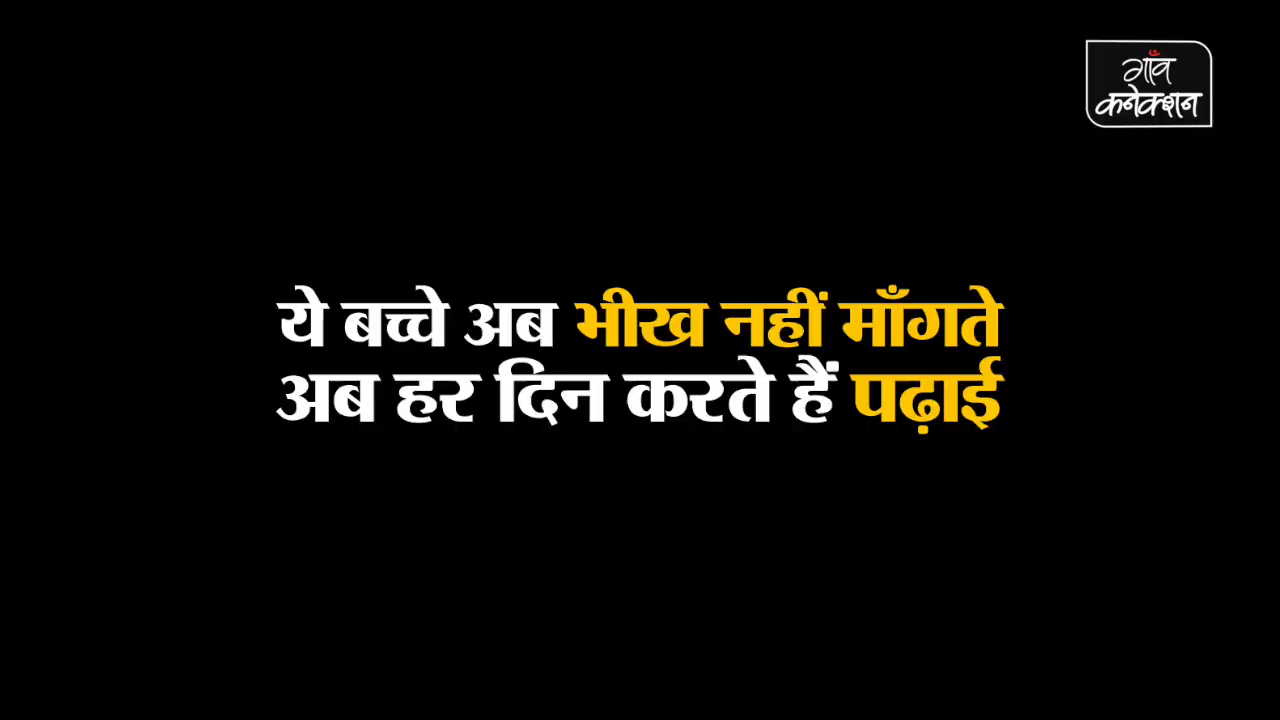 गाँव
कनेक्शन
ये बच्चे अब भीख नहीं माँगते
अब हर दिन करते हैं पढ़ाई